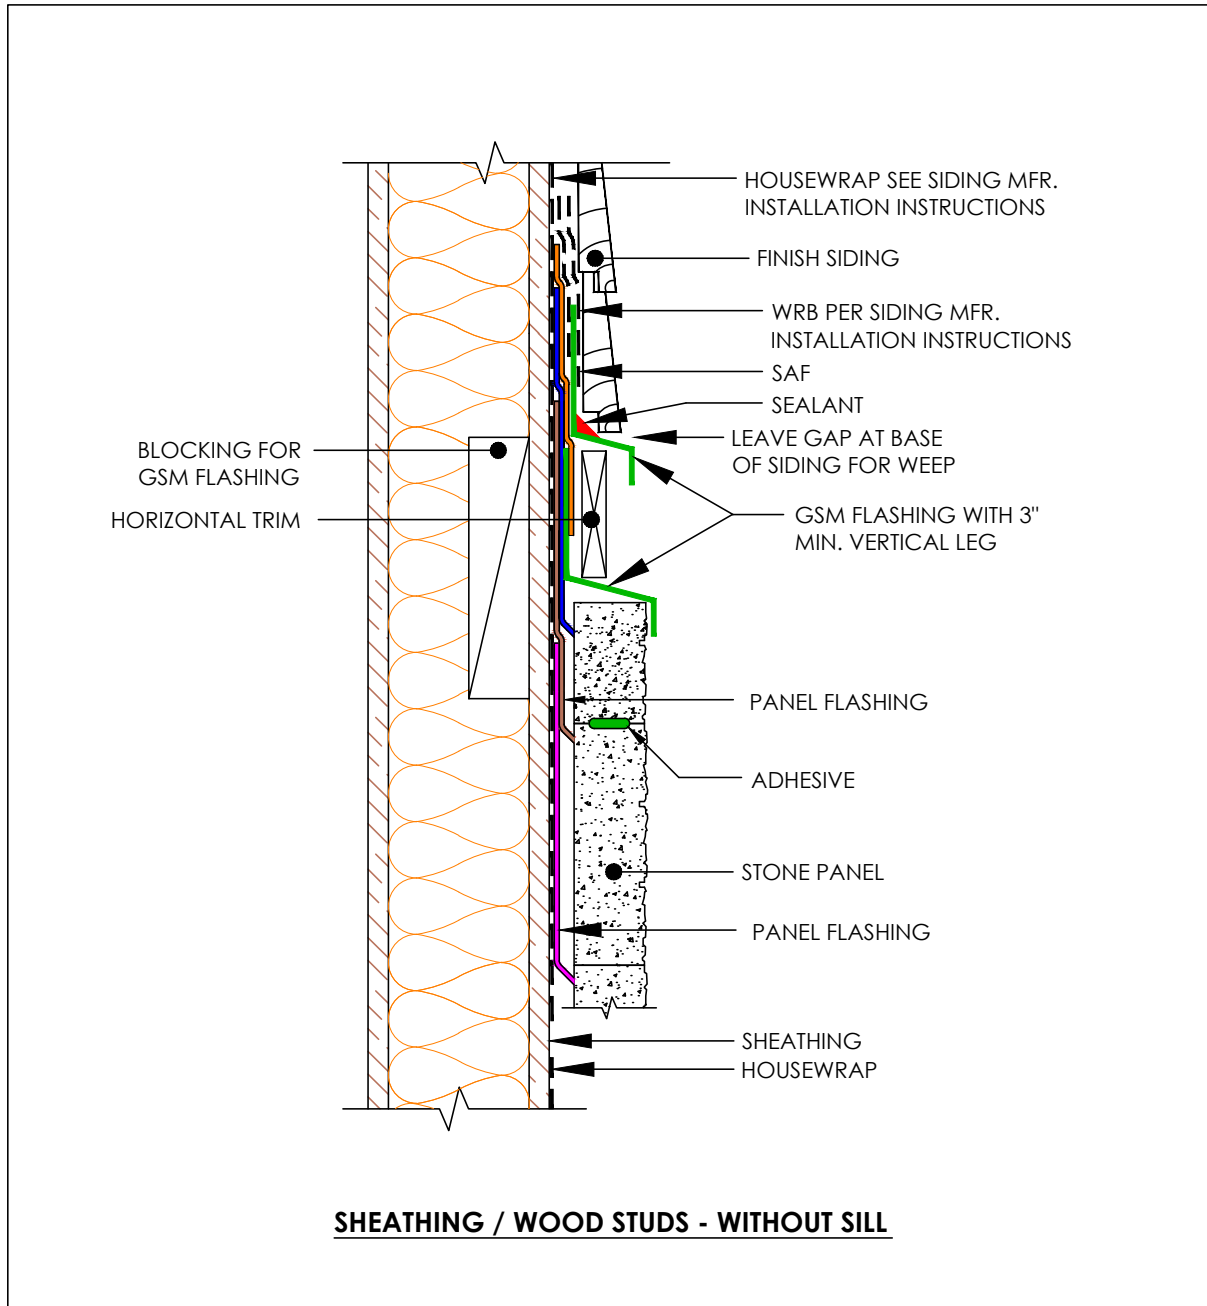 HOUSEWRAP SEE SIDING MFR.
INSTALLATION INSTRUCTIONS
FINISH SIDING
WRB PER SIDING MFR.
INSTALLATION INSTRUCTIONS
SAF
SEALANT
LEAVE GAP AT BASE
OF SIDING FOR WEEP
BLOCKING FOR
GSM FLASHING
HORIZONTAL TRIM
GSM FLASHING WITH 3"
MIN. VERTICAL LEG
PANEL FLASHING
ADHESIVE
STONE PANEL
PANEL FLASHING
SHEATHING
HOUSEWRAP
SHEATHING / WOOD STUDS - WITHOUT SILL